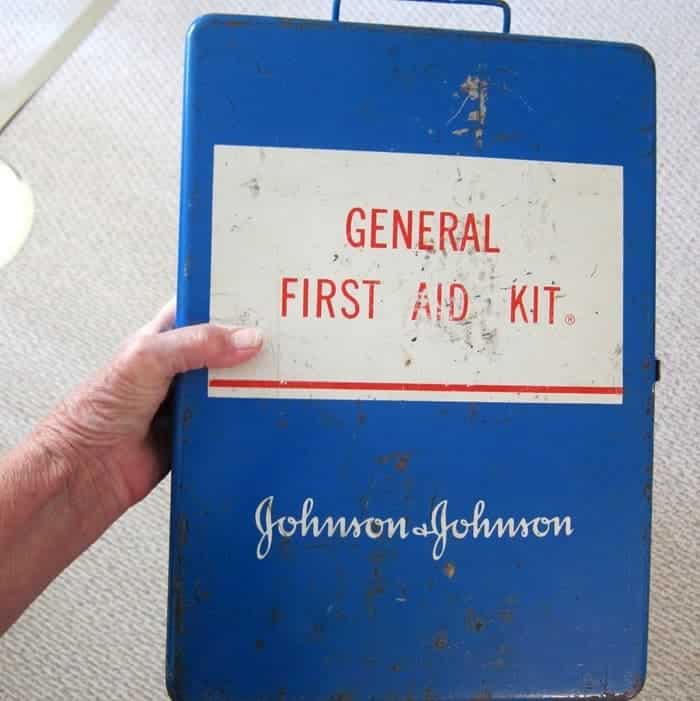 GENERAL
FIRST AID KIT®
Johnson & Johnson